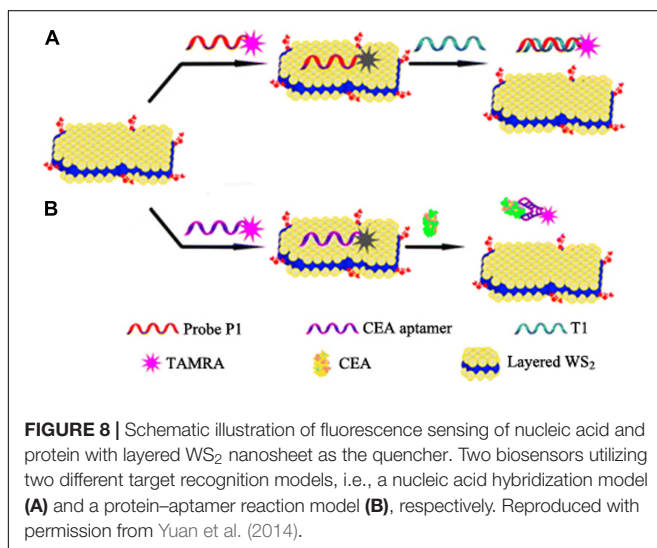 A
B
Probe P1 CEA aptamer T1
TAMRA CEA Layered WS₂
FIGURE 8 | Schematic illustration of fluorescence sensing of nucleic acid and
protein with layered WS₂ nanosheet as the quencher. Two biosensors utilizing
two different target recognition models, i.e., a nucleic acid hybridization model
(A) and a protein–aptamer reaction model (B), respectively. Reproduced with
permission from Yuan et al. (2014).